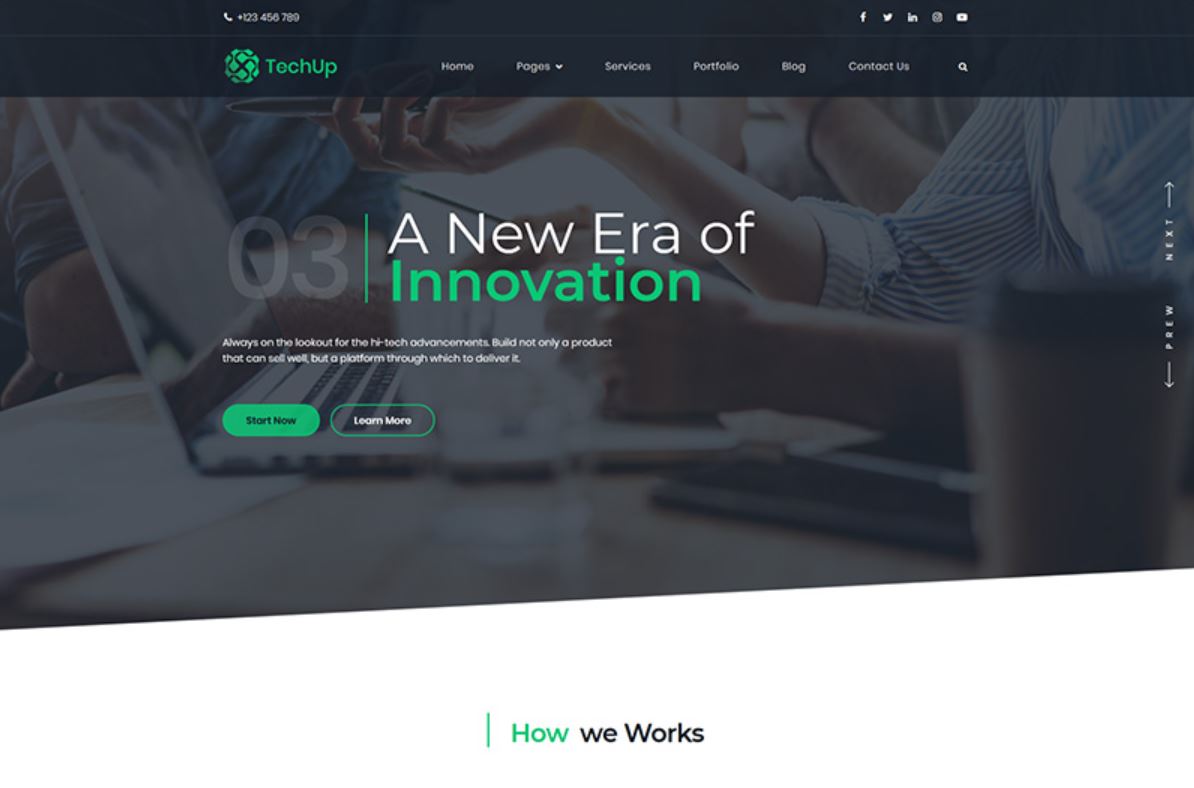 +123 456 789
TechUp
Home Pages Services Portfolio Blog Contact Us
03
A New Era of
Innovation
Always on the lookout for the hi-tech advancements. Build not only a product
that can sell well, but a platform through which to deliver it.
Start Now Learn More
NEXT
PREW
How we Works